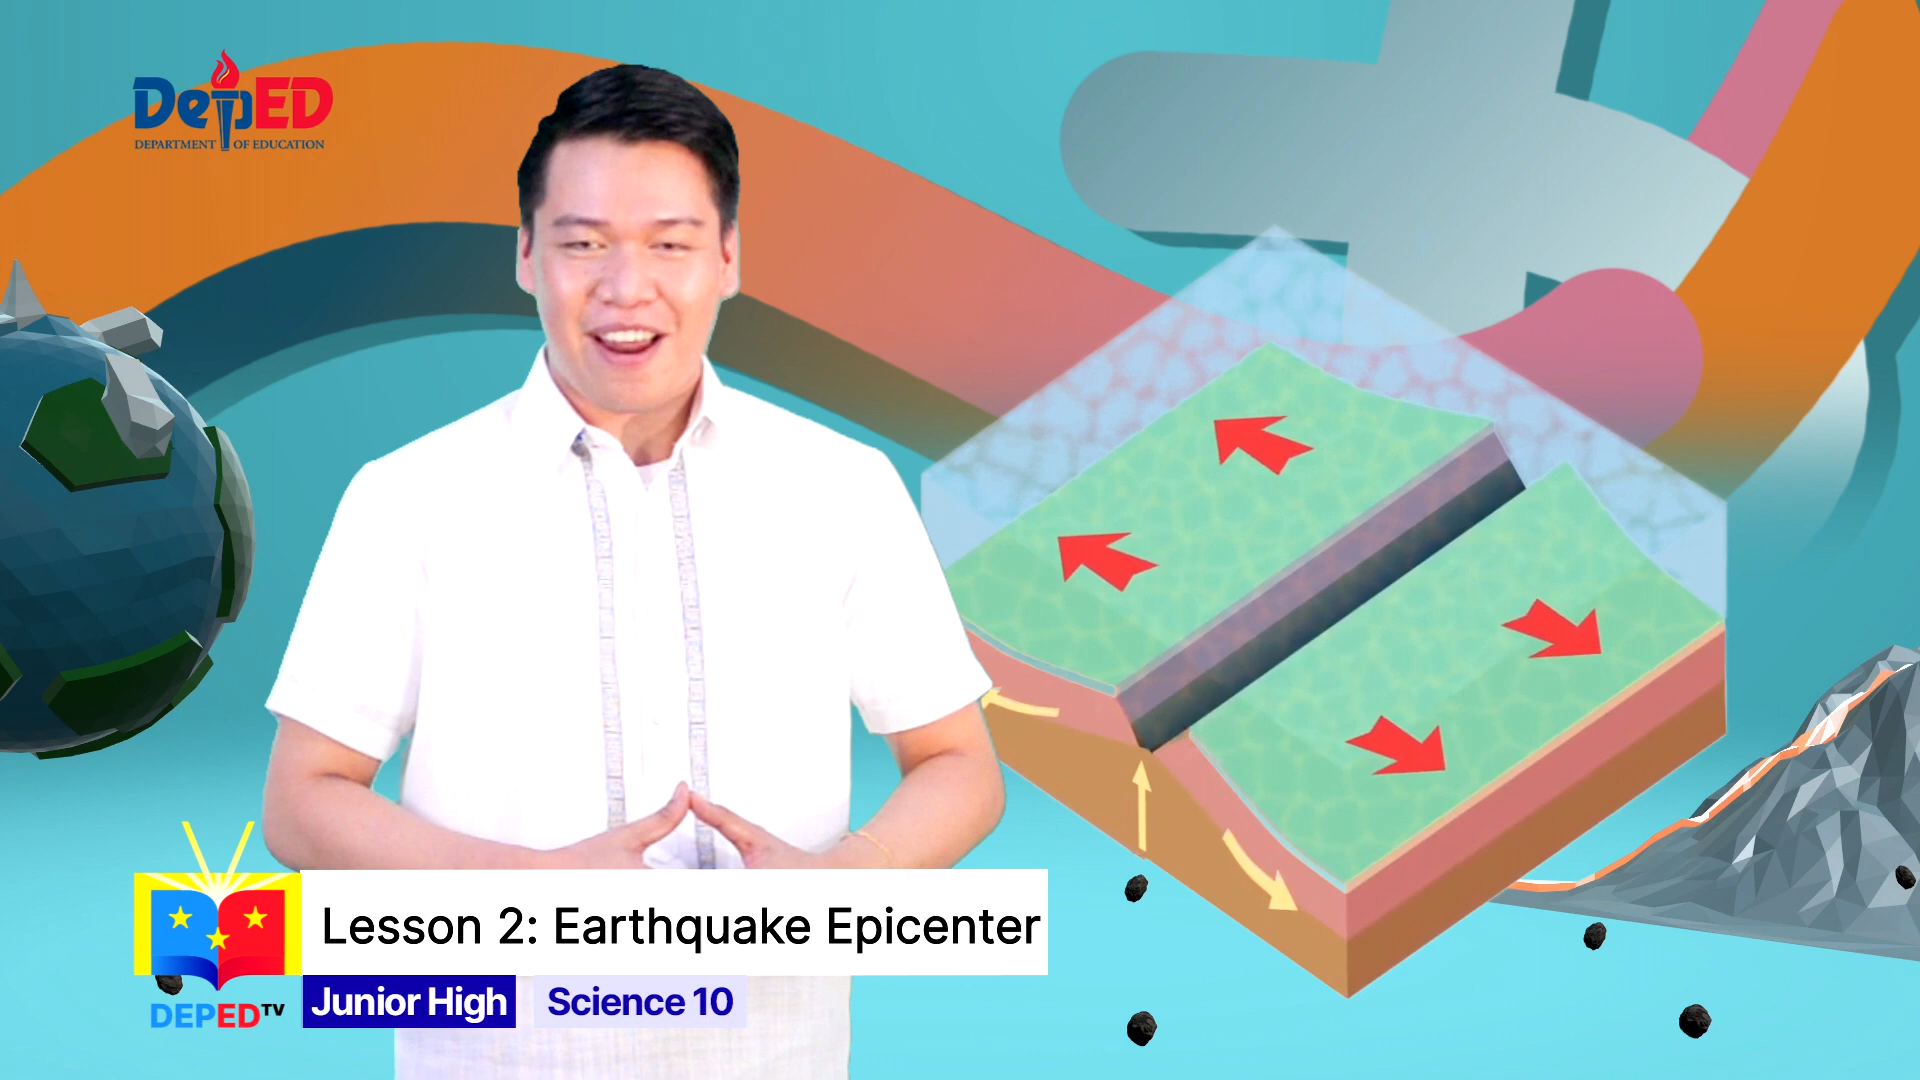 DepED
DEPARTMENT OF EDUCATION
Lesson 2: Earthquake Epicenter
Junior High
Science 10
DEPED TV